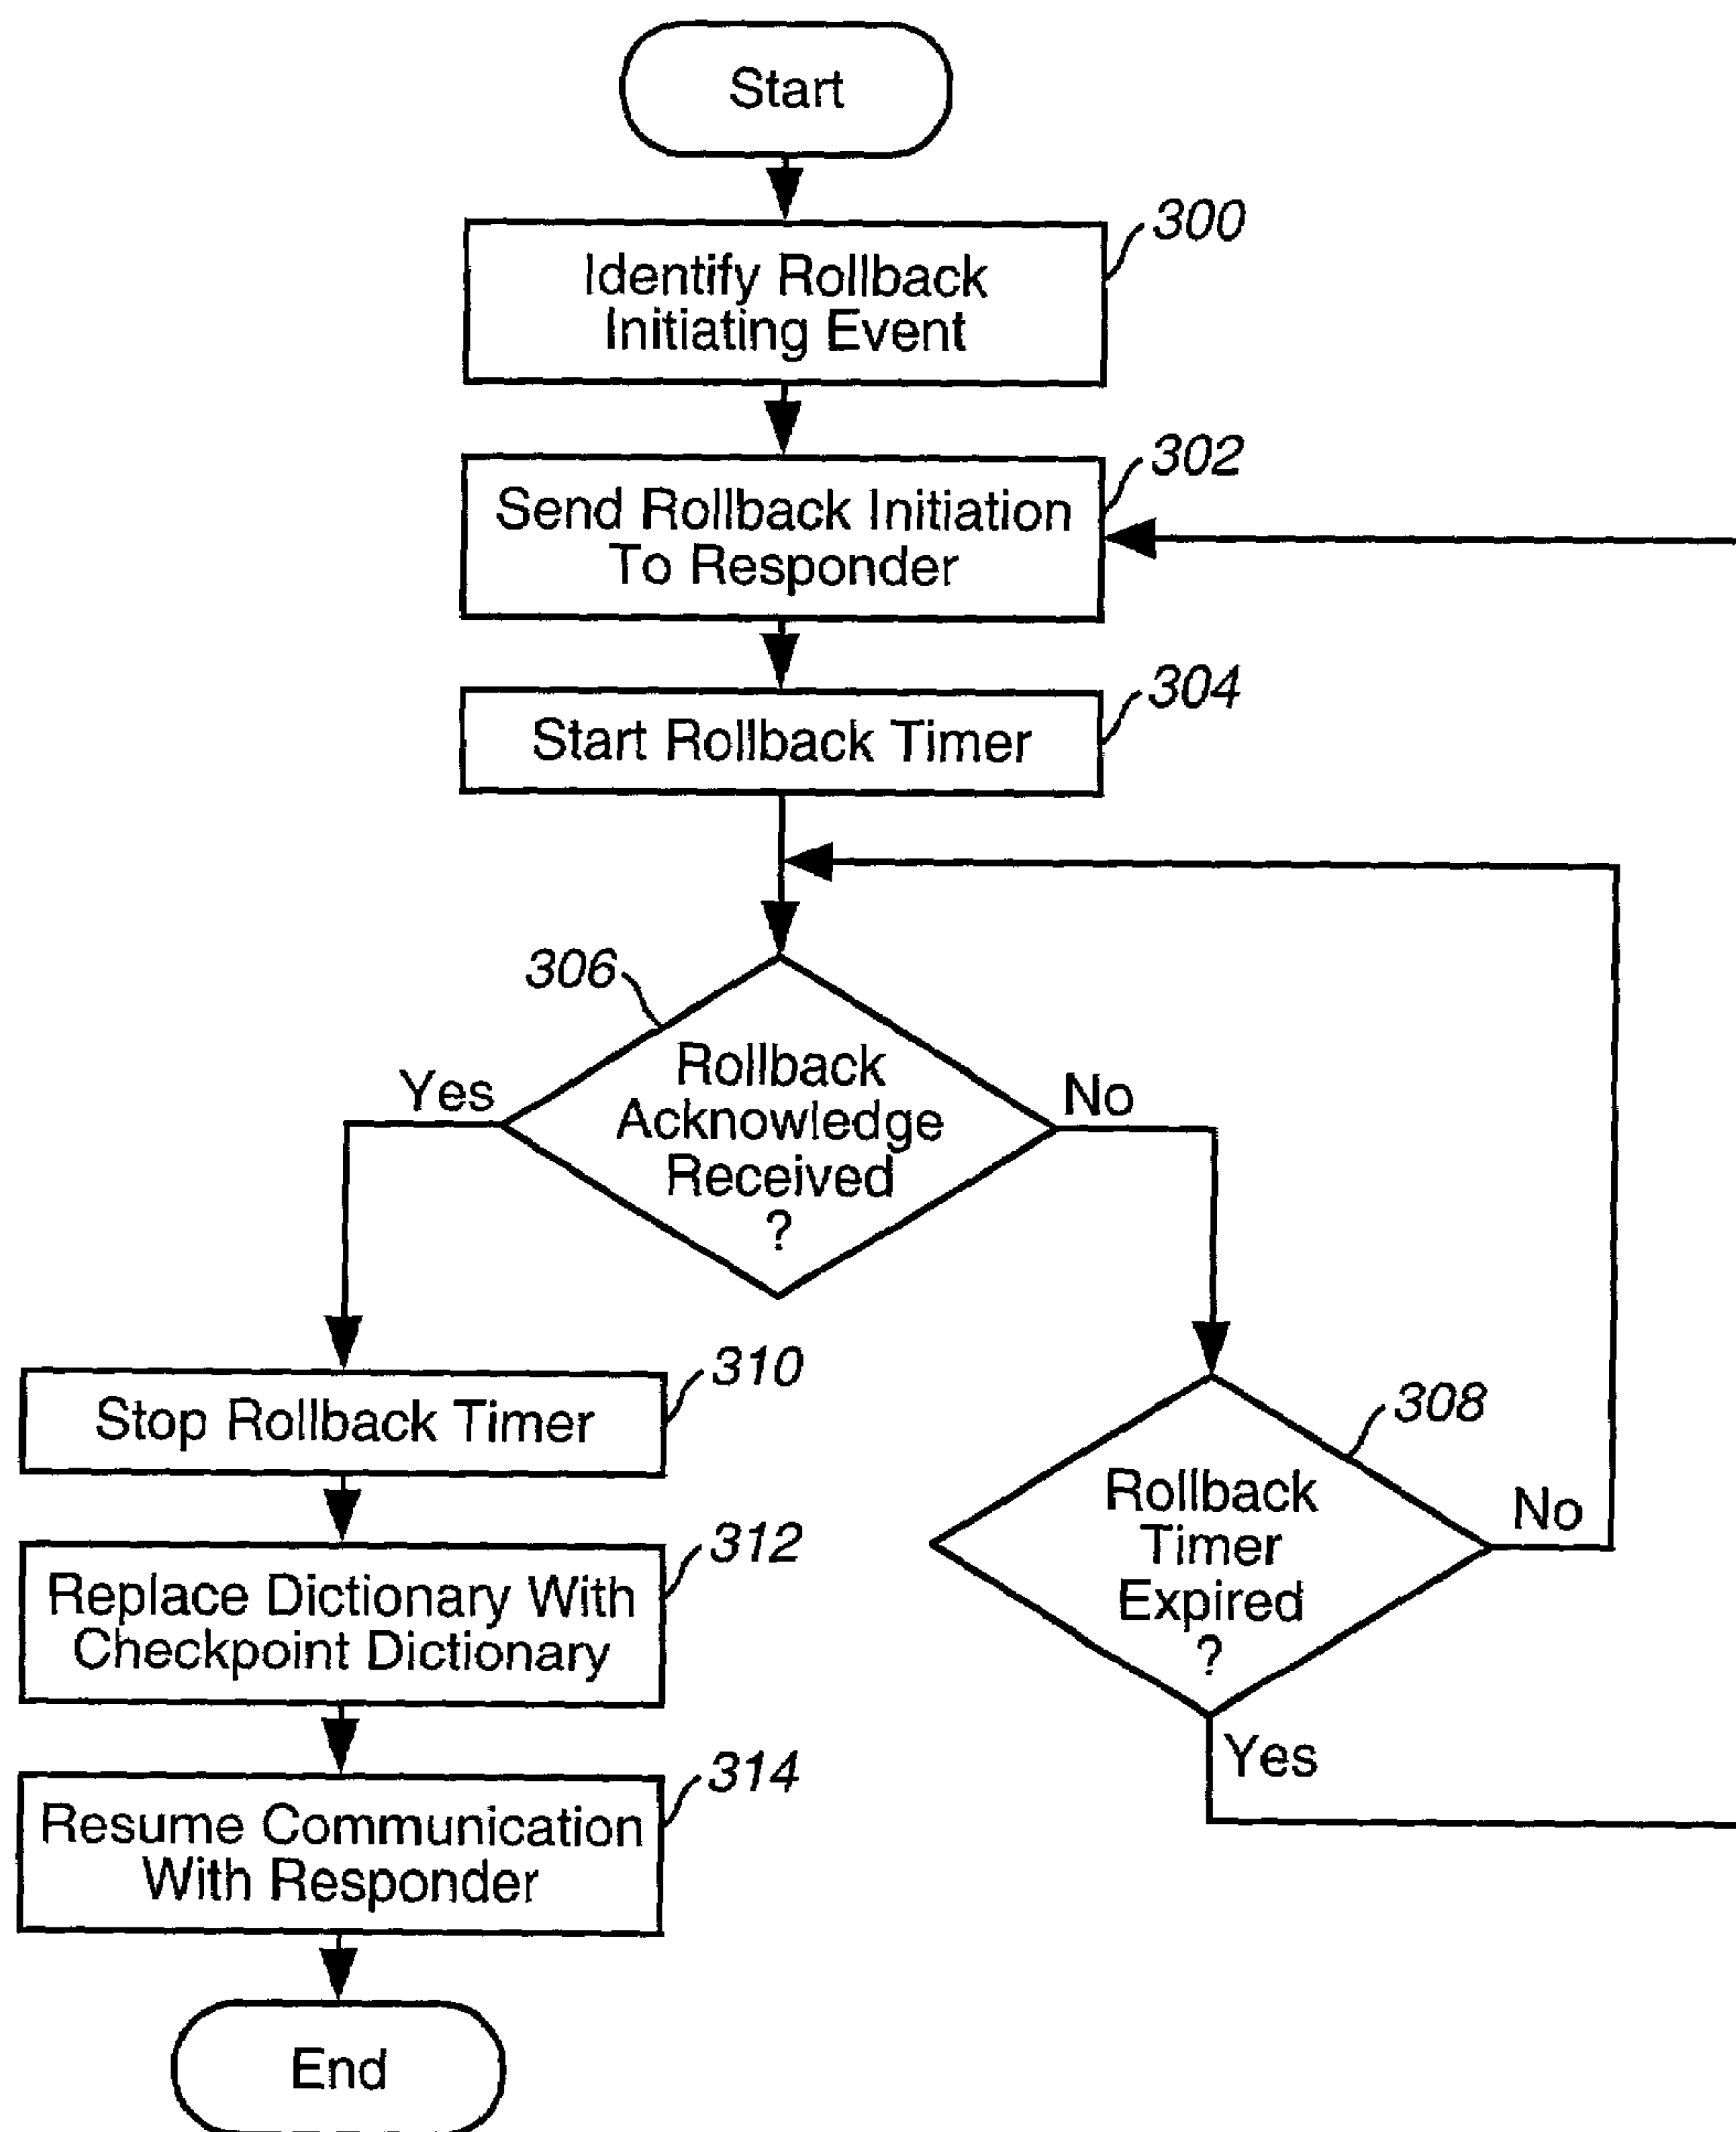 Start
300
Identify Rollback
Initiating Event
302
Send Rollback Initiation
To Responder
304
Start Rollback Timer
306
Rollback
Acknowledge
Received
?
Yes
No
310
Stop Rollback Timer
308
Rollback
Timer
Expired
?
No
Yes
312
Replace Dictionary With
Checkpoint Dictionary
314
Resume Communication
With Responder
End